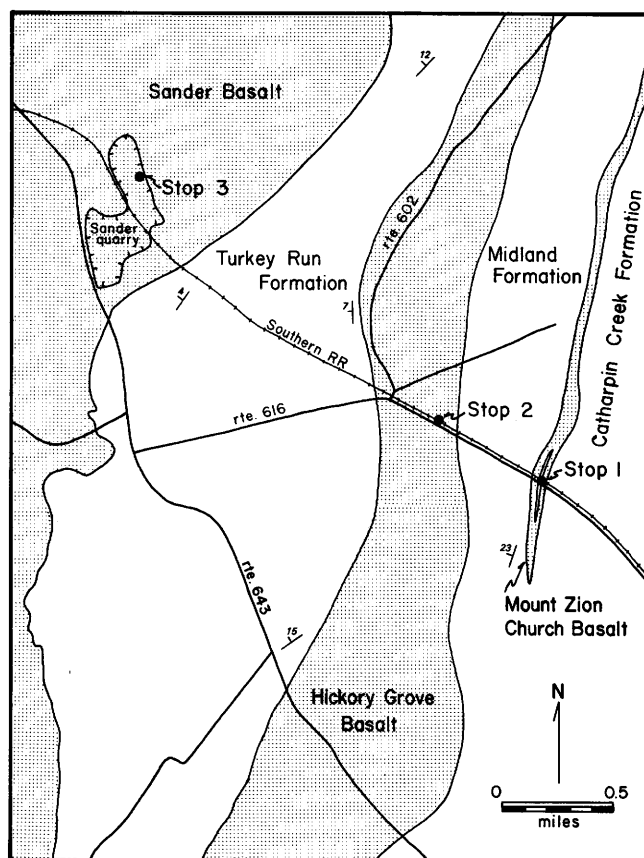 12
Sander Basalt
Stop 3
Sander
quarry
rte. 602
Turkey Run
Formation
Midland
Formation
Catharpin Creek Formation
4
7
Southern RR
rte. 616
Stop 2
Stop 1
23
Mount Zion
Church Basalt
rte. 643
15
Hickory Grove
Basalt
N
0 0.5
miles